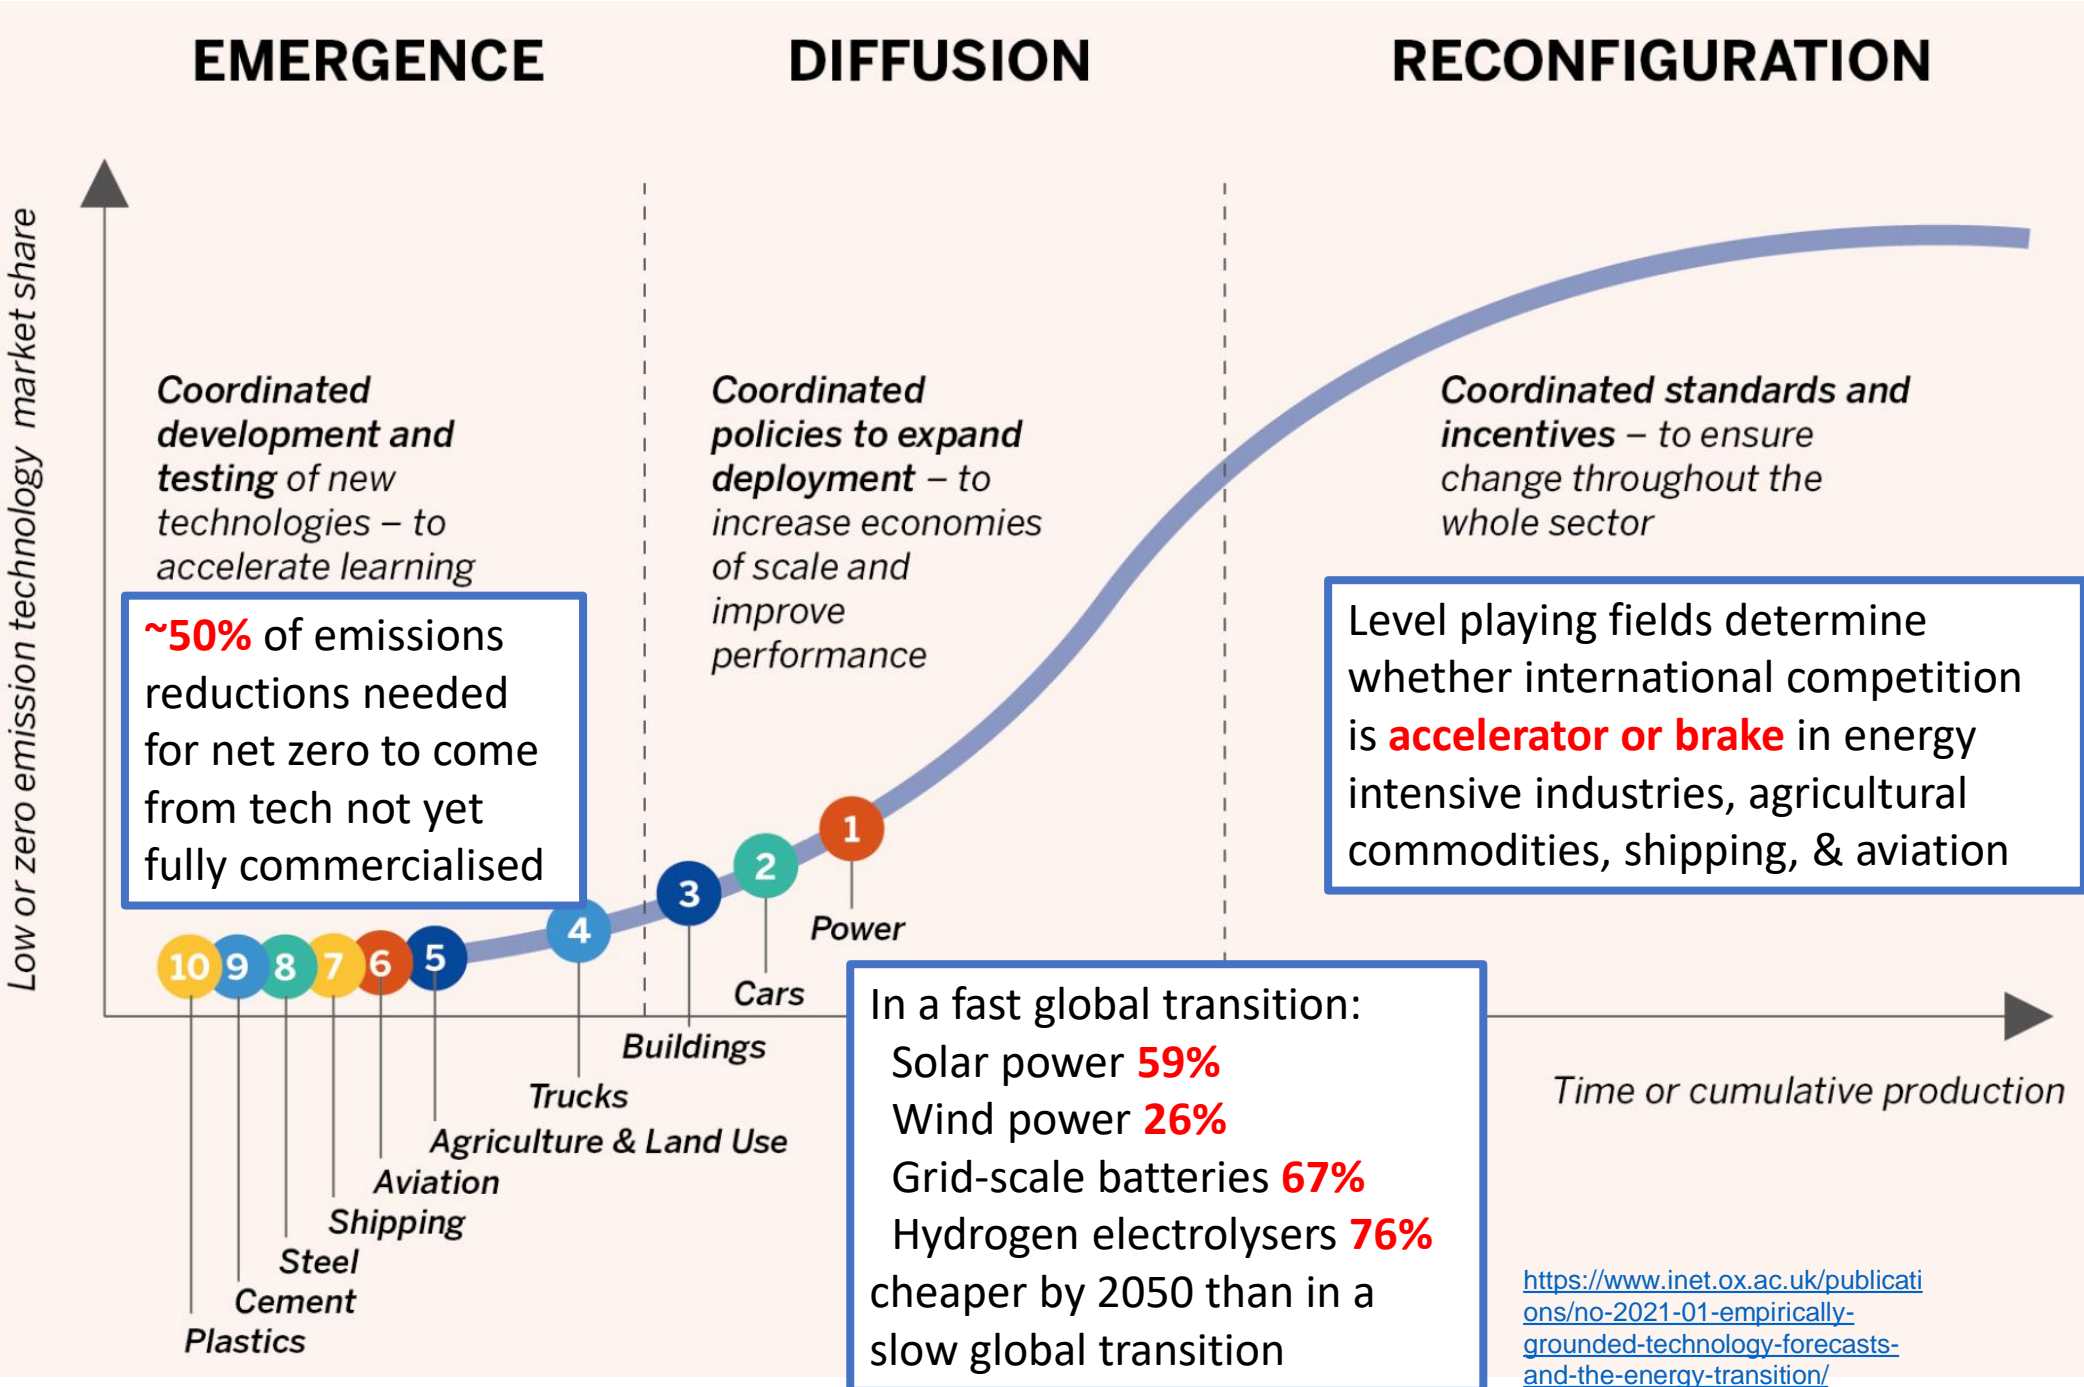 EMERGENCE
DIFFUSION
RECONFIGURATION
Low or zero emission technology market share
Coordinated
development and
testing of new
technologies – to
accelerate learning
~50% of emissions
reductions needed
for net zero to come
from tech not yet
fully commercialised
Coordinated
policies to expand
deployment – to
increase economies
of scale and
improve
performance
Coordinated standards and
incentives – to ensure
change throughout the
whole sector
Level playing fields determine
whether international competition
is accelerator or brake in energy
intensive industries, agricultural
commodities, shipping, & aviation
10
9
8
7
6
5
4
3
2
1
Power
Cars
Buildings
Trucks
Agriculture & Land Use
Aviation
Shipping
Steel
Cement
Plastics
In a fast global transition:
Solar power 59%
Wind power 26%
Grid-scale batteries 67%
Hydrogen electrolysers 76%
cheaper by 2050 than in a
slow global transition
Time or cumulative production
https://www.inet.ox.ac.uk/publicati
ons/no-2021-01-empirically-
grounded-technology-forecasts-
and-the-energy-transition/